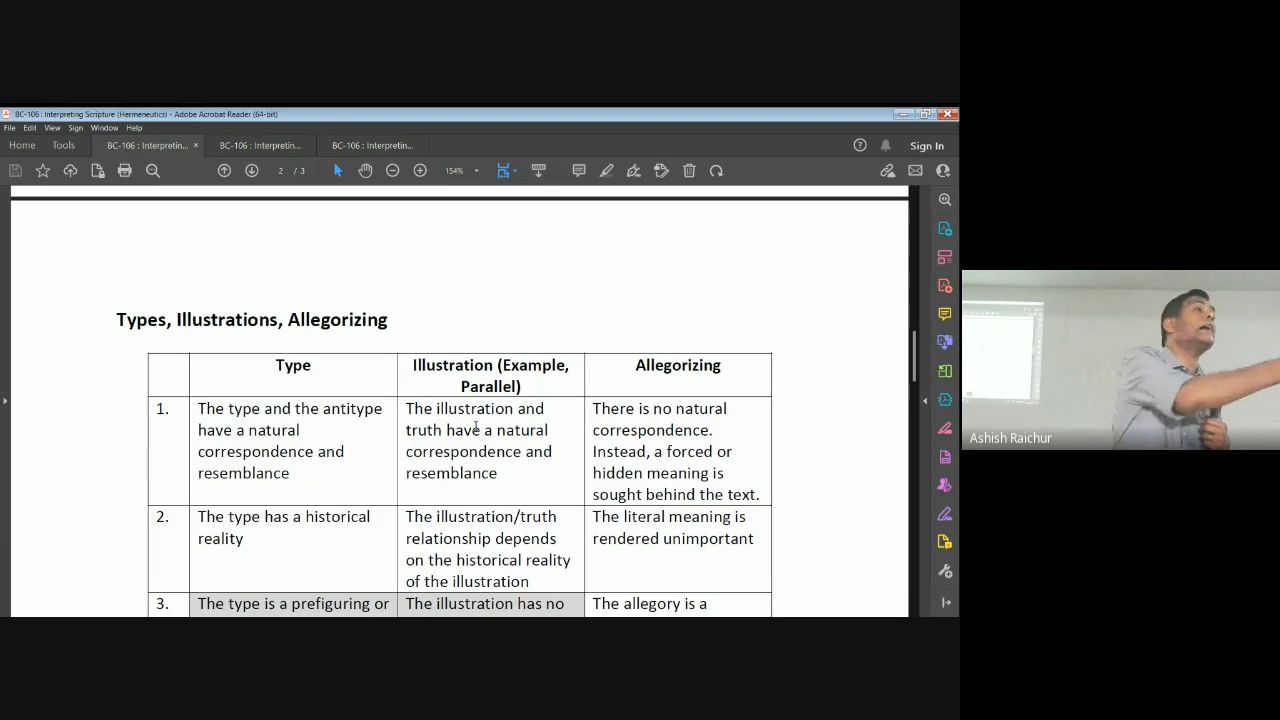 BC-106 : Interpreting Scripture (Hermeneutics) - Adobe Acrobat Reader (64-bit)
File Edit View Sign Window Help
Home Tools BC-106 : Interpretin... × BC-106 : Interpretin... BC-106 : Interpretin... Sign In
2 / 3 154%
Types, Illustrations, Allegorizing
Type
Illustration (Example,
Parallel)
Allegorizing
1.
The type and the antitype
have a natural
correspondence and
resemblance
The illustration and
truth have a natural
correspondence and
resemblance
There is no natural
correspondence.
Instead, a forced or
hidden meaning is
sought behind the text.
2.
The type has a historical
reality
The illustration/truth
relationship depends
on the historical reality
of the illustration
The literal meaning is
rendered unimportant
3.
The type is a prefiguring or
The illustration has no
The allegory is a
Ashish Raichur